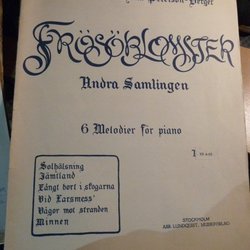 Peterson-Berger
FRÖSÖBLOMSTER
Andra Samlingen
6 Melodier för piano
Solhälsning
Jämtland
Långt bort i skogarna
Vid Larsmess'
Vågor mot stranden
Minnen
STOCKHOLM
ABR. LUNDQUIST, MUSIKFÖRLAG